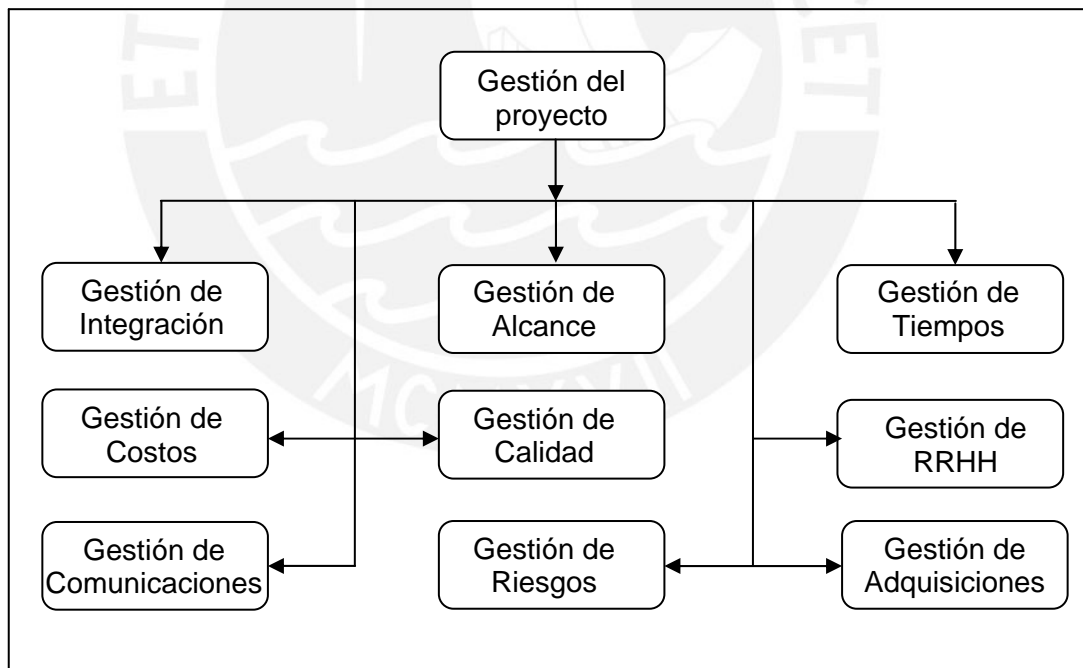 Gestión del
proyecto
Gestión de
Integración
Gestión de
Alcance
Gestión de
Tiempos
Gestión de
Costos
Gestión de
Calidad
Gestión de
RRHH
Gestión de
Comunicaciones
Gestión de
Riesgos
Gestión de
Adquisiciones
ET